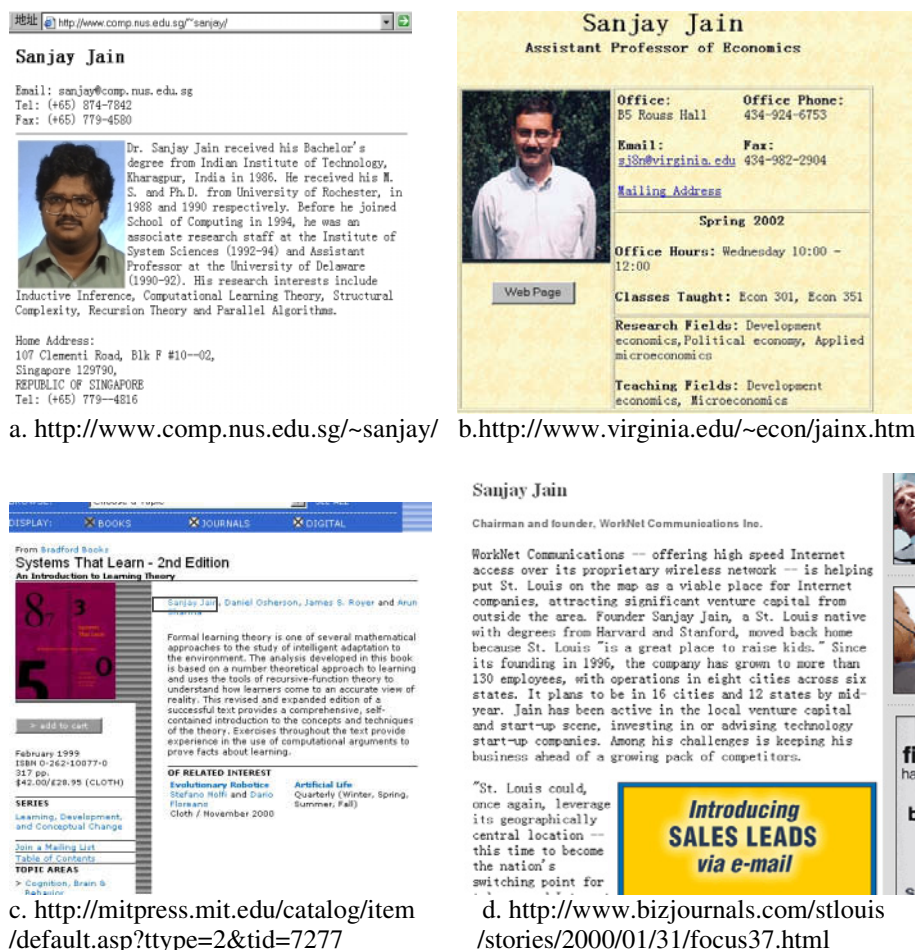 地址 http://www.comp.nus.edu.sg/~sanjay/
Sanjay Jain
Email: sanjay@comp.nus.edu.sg
Tel: (+65) 874-7842
Fax: (+65) 779-4580
Dr. Sanjay Jain received his Bachelor's
degree from Indian Institute of Technology,
Kharagpur, India in 1986. He received his M.
S. and Ph.D. from University of Rochester, in
1988 and 1990 respectively. Before he joined
School of Computing in 1994, he was an
associate research staff at the Institute of
System Sciences (1992-94) and Assistant
Professor at the University of Delaware
(1990-92). His research interests include
Inductive Inference, Computational Learning Theory, Structural
Complexity, Recursion Theory and Parallel Algorithms.
Home Address:
107 Clementi Road, Blk F #10--02,
Singapore 129790,
REPUBLIC OF SINGAPORE
Tel: (+65) 779--4816
a. http://www.comp.nus.edu.sg/~sanjay/
Sanjay Jain
Assistant Professor of Economics
Office: Office Phone:
B5 Rouss Hall 434-924-6753
Email: Fax:
sj8n@virginia.edu 434-982-2904
Mailing Address
Spring 2002
Office Hours: Wednesday 10:00 -
12:00
Web Page
Classes Taught: Econ 301, Econ 351
Research Fields: Development
economics,Political economy, Applied
microeconomics
Teaching Fields: Development
economics, Microeconomics
b.http://www.virginia.edu/~econ/jainx.htm
DISPLAY: BOOKS JOURNALS DIGITAL
From Bradford Books
Systems That Learn - 2nd Edition
An Introduction to Learning Theory
Sanjay Jain, Daniel Osherson, James S. Royer and Arun
Sharma
Formal learning theory is one of several mathematical
approaches to the study of intelligent adaptation to
the environment. The analysis developed in this book
is based on a number theoretical approach to learning
and uses the tools of recursive-function theory to
understand how learners come to an accurate view of
reality. This revised and expanded edition of a
successful text provides a comprehensive, self-
contained introduction to the concepts and techniques
of the theory. Exercises throughout the text provide
experience in the use of computational arguments to
prove facts about learning.
> add to cart
February 1999
ISBN 0-262-10077-0
317 pp.
$42.00/£28.95 (CLOTH)
SERIES
Learning, Development,
and Conceptual Change
Join a Mailing List
Table of Contents
TOPIC AREAS
> Cognition, Brain &
Behavior
OF RELATED INTEREST
Evolutionary Robotics
Stefano Nolfi and Dario
Floreano
Cloth / November 2000
Artificial Life
Quarterly (Winter, Spring,
Summer, Fall)
c. http://mitpress.mit.edu/catalog/item
/default.asp?ttype=2&tid=7277
Sanjay Jain
Chairman and founder, WorkNet Communications Inc.
WorkNet Communications -- offering high speed Internet
access over its proprietary wireless network -- is helping
put St. Louis on the map as a viable place for Internet
companies, attracting significant venture capital from
outside the area. Founder Sanjay Jain, a St. Louis native
with degrees from Harvard and Stanford, moved back home
because St. Louis "is a great place to raise kids." Since
its founding in 1996, the company has grown to more than
130 employees, with operations in eight cities across six
states. It plans to be in 16 cities and 12 states by mid-
year. Jain has been active in the local venture capital
and start-up scene, investing in or advising technology
start-up companies. Among his challenges is keeping his
business ahead of a growing pack of competitors.
"St. Louis could,
once again, leverage
its geographically
central location --
this time to become
the nation's
switching point for
Introducing
SALES LEADS
via e-mail
d. http://www.bizjournals.com/stlouis
/stories/2000/01/31/focus37.html